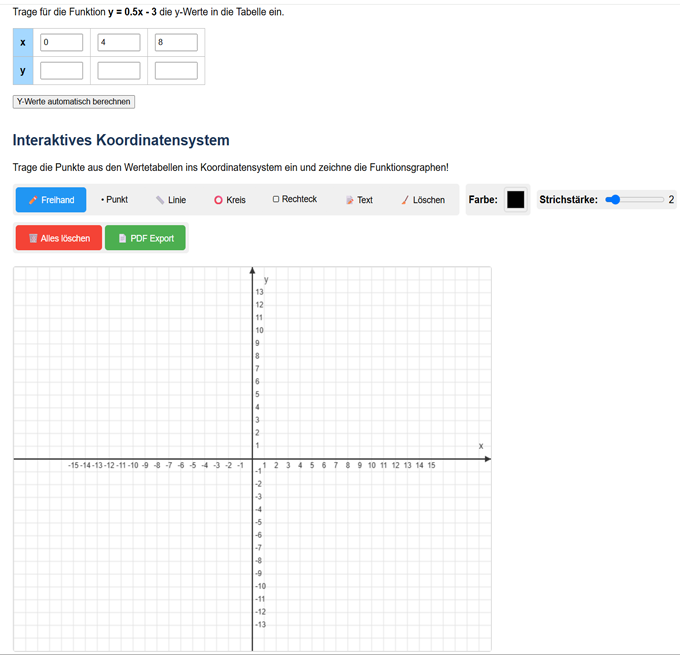 Trage für die Funktion y = 0.5x - 3 die y-Werte in die Tabelle ein.
x 0 4 8
y
Y-Werte automatisch berechnen
Interaktives Koordinatensystem
Trage die Punkte aus den Wertetabellen ins Koordinatensystem ein und zeichne die Funktionsgraphen!
Freihand Punkt Linie Kreis Rechteck Text Löschen Farbe: Strichstärke: 2
Alles löschen PDF Export
y
13
12
11
10
9
8
7
6
5
4
3
2
1
x
-15 -14 -13 -12 -11 -10 -9 -8 -7 -6 -5 -4 -3 -2 -1 1 2 3 4 5 6 7 8 9 10 11 12 13 14 15
-1
-2
-3
-4
-5
-6
-7
-8
-9
-10
-11
-12
-13